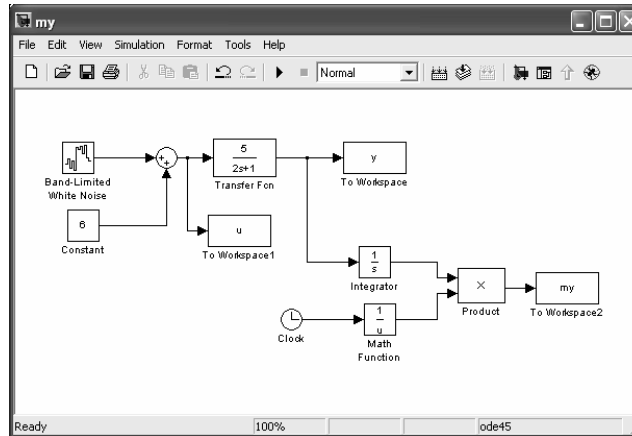 my
File Edit View Simulation Format Tools Help
Normal
5
2s+1
Transfer Fcn
y
To Workspace
Band-Limited
White Noise
6
Constant
u
To Workspace1
1
s
Integrator
×
Product
my
To Workspace2
Clock
1
u
Math
Function
Ready 100% ode45